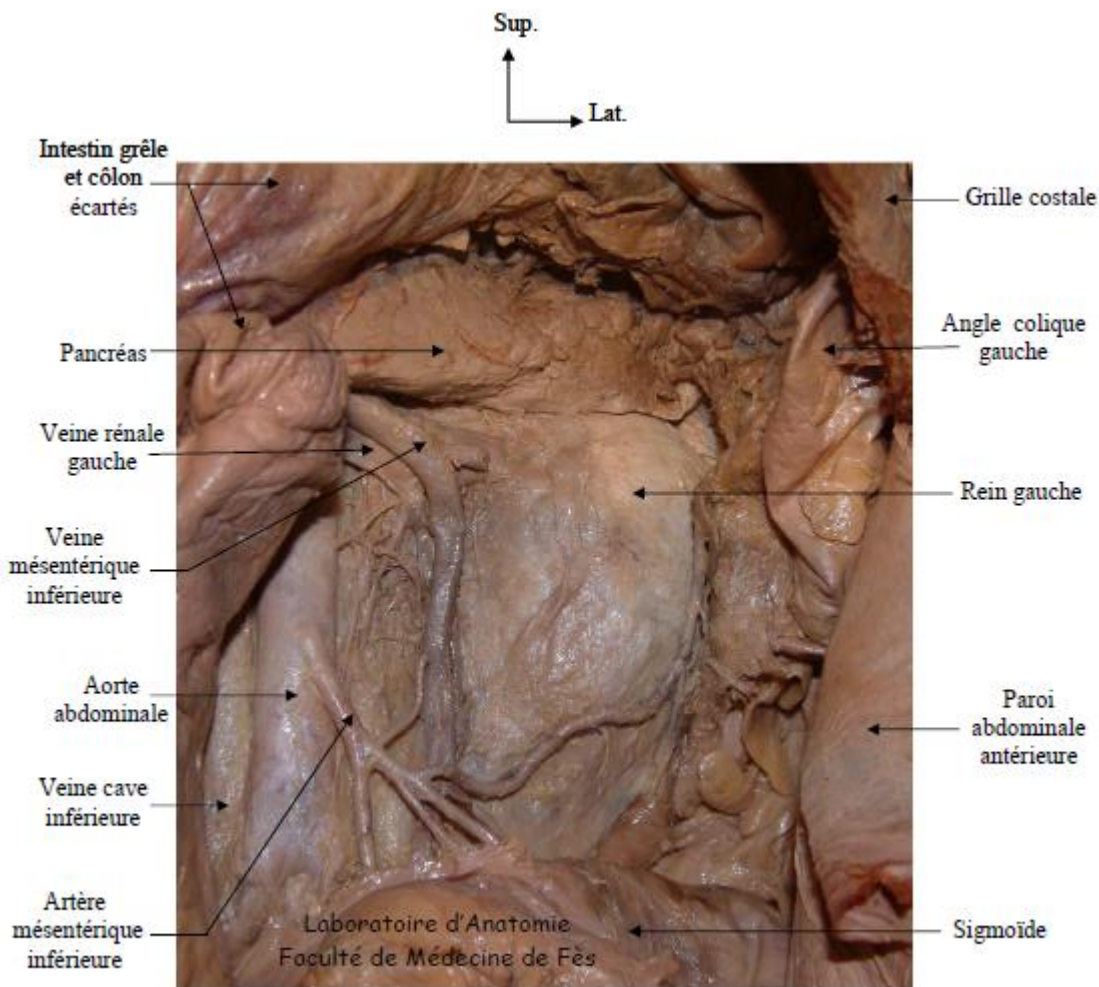 Sup.
Lat.
Intestin grêle
et côlon
écartés
Pancréas
Veine rénale
gauche
Veine
mésentérique
inférieure
Aorte
abdominale
Veine cave
inférieure
Artère
mésentérique
inférieure
Grille costale
Angle colique
gauche
Rein gauche
Paroi
abdominale
antérieure
Sigmoïde
Laboratoire d'Anatomie
Faculté de Médecine de Fès